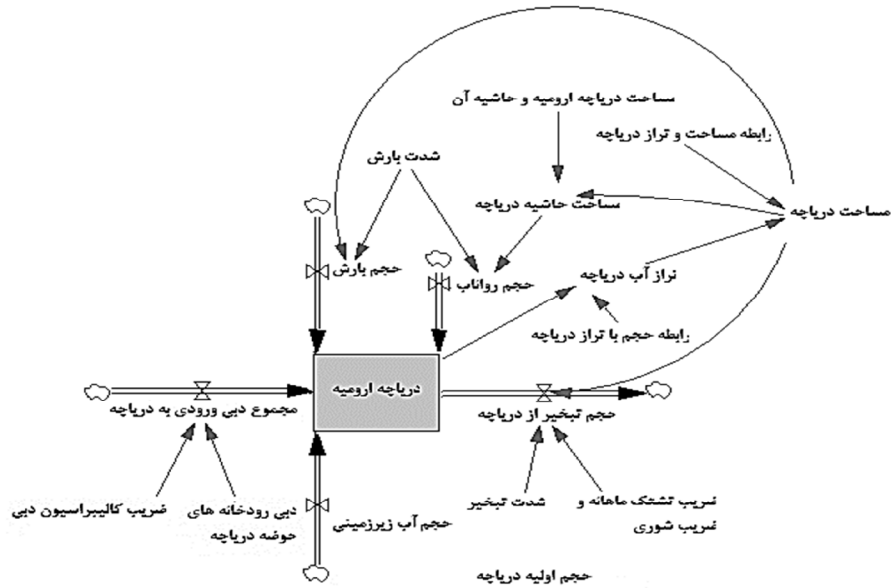 مساحت دریاچه ارومیه و حاشیه آن
رابطه مساحت و تراز دریاچه
شدت بارش
مساحت حاشیه دریاچه
مساحت دریاچه
حجم بارش
حجم رواناب
تراز آب دریاچه
رابطه حجم با تراز دریاچه
دریاچه ارومیه
مجموع دبی ورودی به دریاچه
حجم تبخیر از دریاچه
ضریب کالیبراسیون دبی
دبی رودخانه های
حوضه دریاچه
حجم آب زیرزمینی
شدت تبخیر
ضریب تشتک ماهانه و
ضریب شوری
حجم اولیه دریاچه